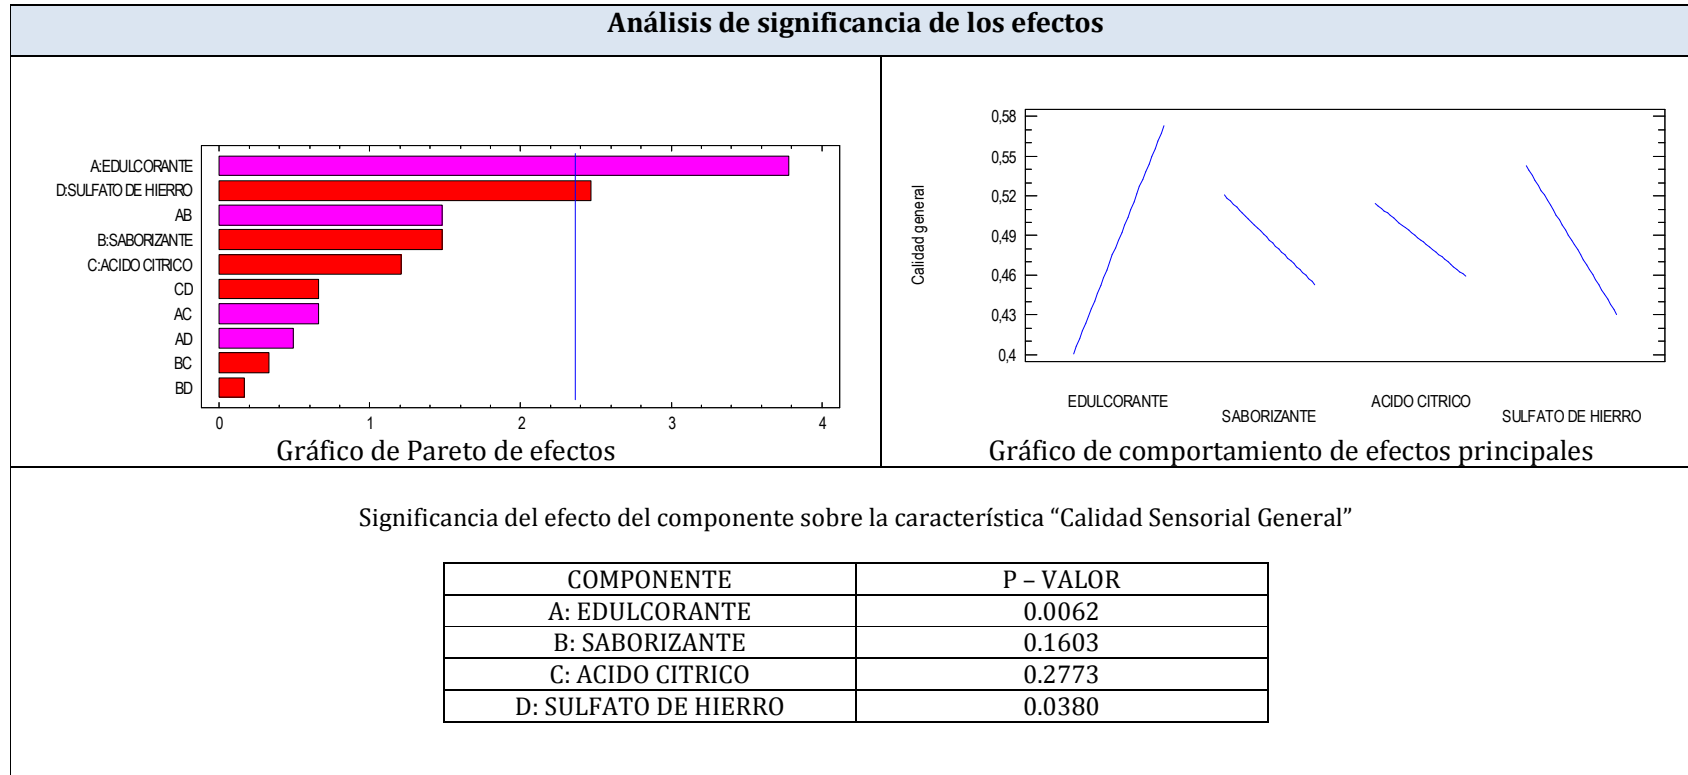 Análisis de significancia de los efectos
A:EDULCORANTE
D:SULFATO DE HIERRO
AB
B:SABORIZANTE
C:ACIDO CITRICO
CD
AC
AD
BC
BD
0 1 2 3 4
Gráfico de Pareto de efectos
Calidad general
0,58
0,55
0,52
0,49
0,46
0,43
0,4
EDULCORANTE
SABORIZANTE
ACIDO CITRICO
SULFATO DE HIERRO
Gráfico de comportamiento de efectos principales
Significancia del efecto del componente sobre la característica “Calidad Sensorial General”
COMPONENTE P – VALOR
A: EDULCORANTE 0.0062
B: SABORIZANTE 0.1603
C: ACIDO CITRICO 0.2773
D: SULFATO DE HIERRO 0.0380